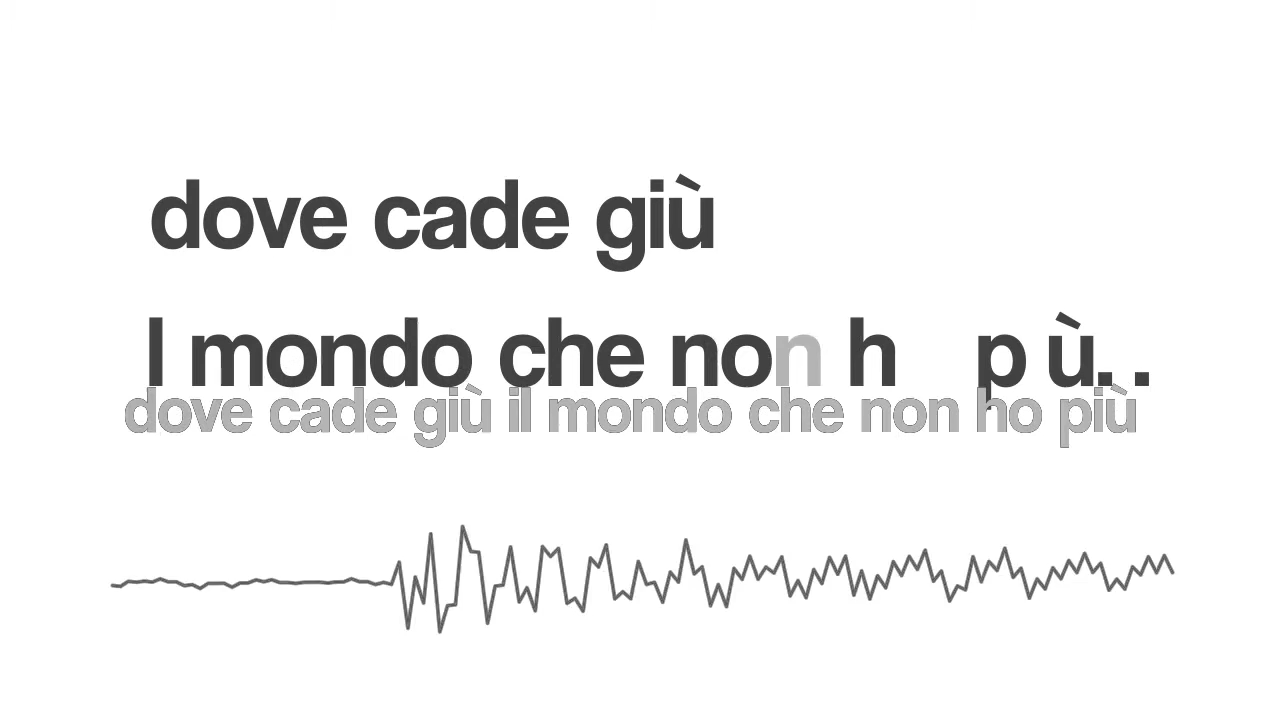 dove cade giù
l mondo che non h p ù..
dove cade giù il mondo che non ho più